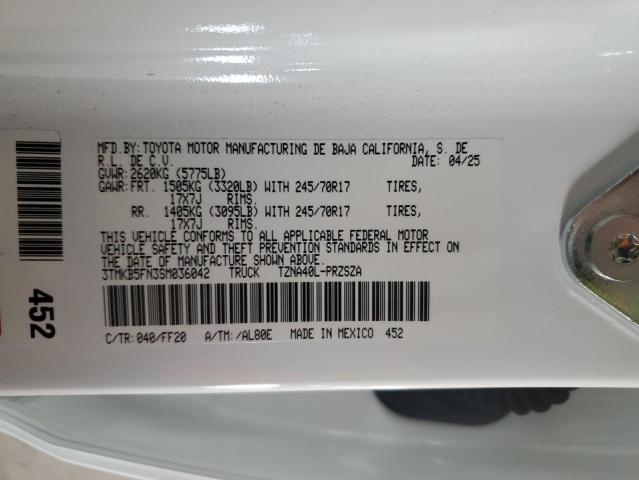 MFD.BY:TOYOTA MOTOR MANUFACTURING DE BAJA CALIFORNIA, S. DE
R.L. DE C.V. DATE: 04/25
GVWR:2620KG (5775LB)
GAWR:FRT. 1505KG (3320LB) WITH 245/70R17 TIRES,
17X7J RIMS.
RR. 1405KG (3095LB) WITH 245/70R17 TIRES,
17X7J RIMS.
THIS VEHICLE CONFORMS TO ALL APPLICABLE FEDERAL MOTOR
VEHICLE SAFETY AND THEFT PREVENTION STANDARDS IN EFFECT ON
THE DATE OF MANUFACTURE SHOWN ABOVE.
3TMKB5FN3SM036042 TRUCK TZNA40L-PRZSZA
C/TR:040/FF20 A/TM:/AL80E MADE IN MEXICO 452
452